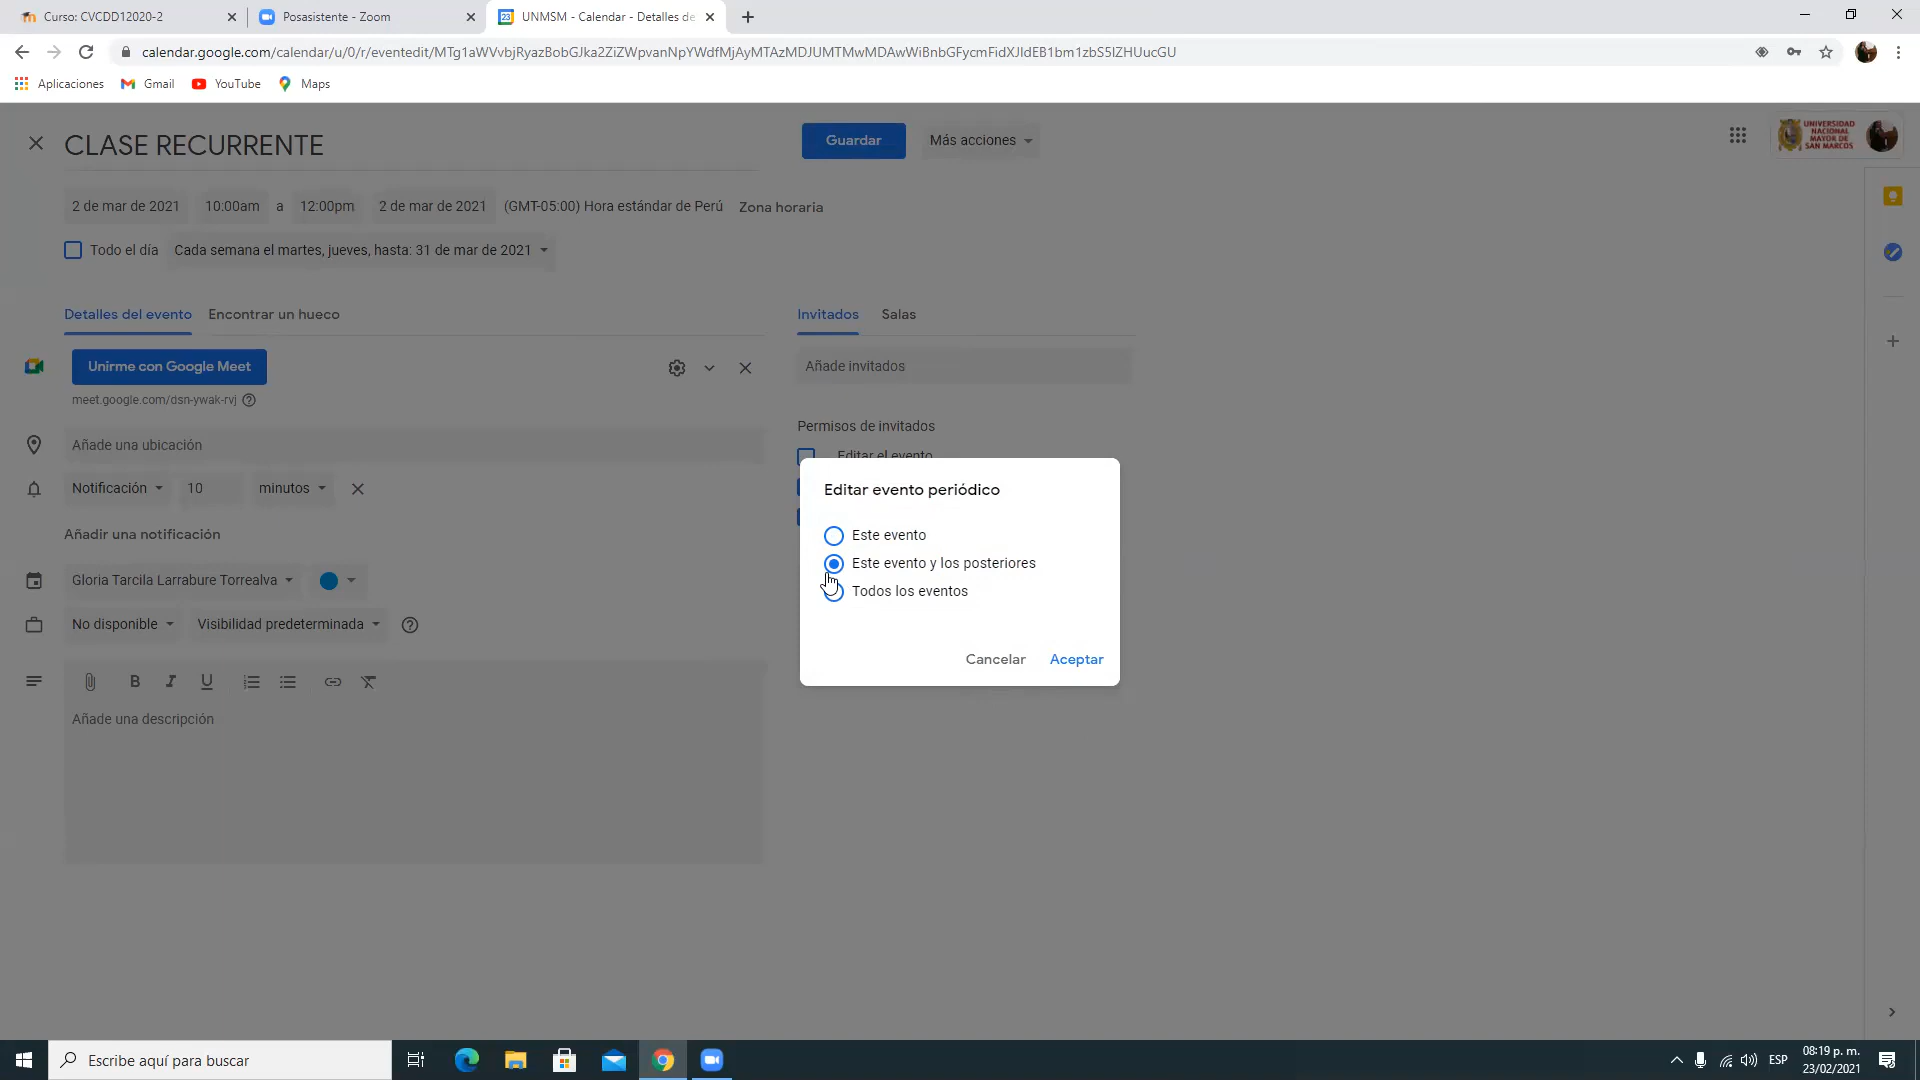 Curso: CVCDD12020-2
Posasistente - Zoom
UNMSM - Calendar - Detalles de
calendar.google.com/calendar/u/0/r/eventedit/MTg1aWVvbjRyazBobGJka2ZiZWpvanNpYWdfMjAyMTAzMDJUMTMwMDAwWiBnbGFycmFidXJldEB1bm1zbS5lZHUucGU
Aplicaciones
Gmail
YouTube
Maps
CLASE RECURRENTE
Guardar
Más acciones
UNIVERSIDAD
NACIONAL
MAYOR DE
SAN MARCOS
2 de mar de 2021 10:00am a 12:00pm 2 de mar de 2021 (GMT-05:00) Hora estándar de Perú Zona horaria
Todo el día Cada semana el martes, jueves, hasta: 31 de mar de 2021
Detalles del evento Encontrar un hueco
Invitados Salas
Unirme con Google Meet
Añade invitados
meet.google.com/dsn-ywak-rvj
Permisos de invitados
Añade una ubicación
Editar el evento
Notificación 10 minutos
Añadir una notificación
Gloria Tarcila Larrabure Torrealva
No disponible Visibilidad predeterminada
B I U
Añade una descripción
Editar evento periódico
Este evento
Este evento y los posteriores
Todos los eventos
Cancelar Aceptar
Escribe aquí para buscar
ESP
08:19 p. m.
23/02/2021